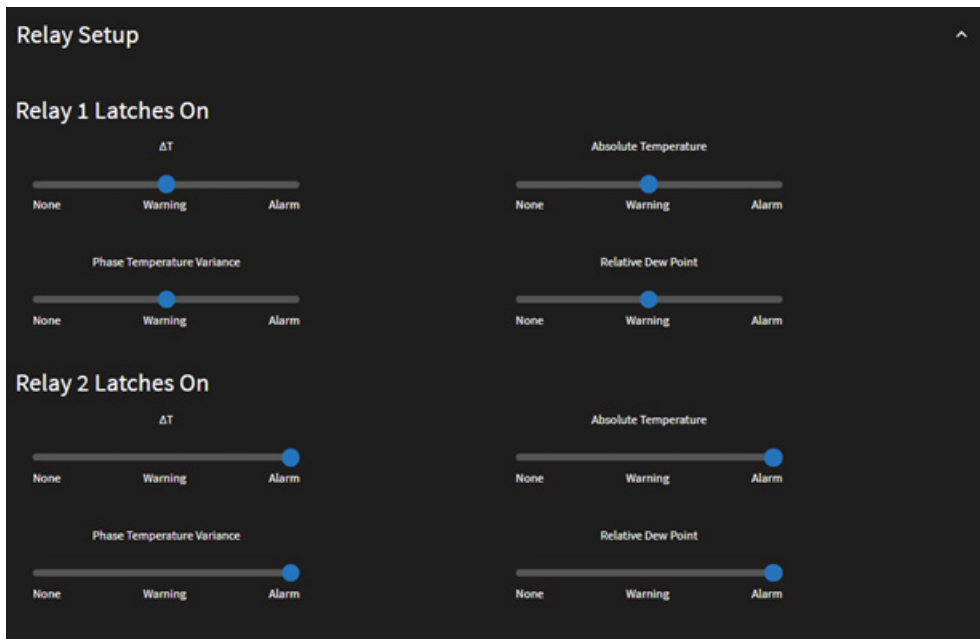 Relay Setup
Relay 1 Latches On
ΔT
None Warning Alarm
Absolute Temperature
None Warning Alarm
Phase Temperature Variance
None Warning Alarm
Relative Dew Point
None Warning Alarm
Relay 2 Latches On
ΔT
None Warning Alarm
Absolute Temperature
None Warning Alarm
Phase Temperature Variance
None Warning Alarm
Relative Dew Point
None Warning Alarm